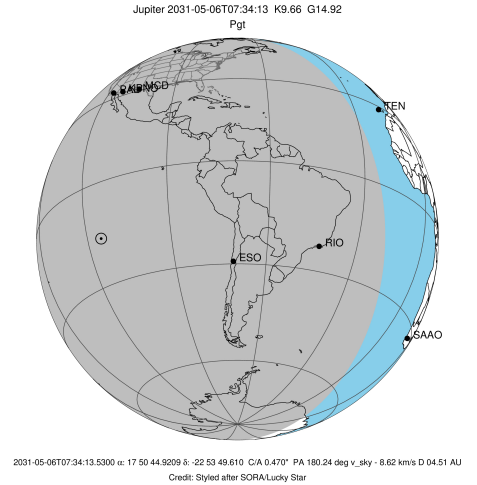 Jupiter 2031-05-06T07:34:13 K9.66 G14.92
Pgt
MCD
TEN
RIO
ESO
SAAO
2031-05-06T07:34:13.5300 α: 17 50 44.9209 δ: -22 53 49.610 C/A 0.470" PA 180.24 deg v_sky - 8.62 km/s D 04.51 AU
Credit: Styled after SORA/Lucky Star